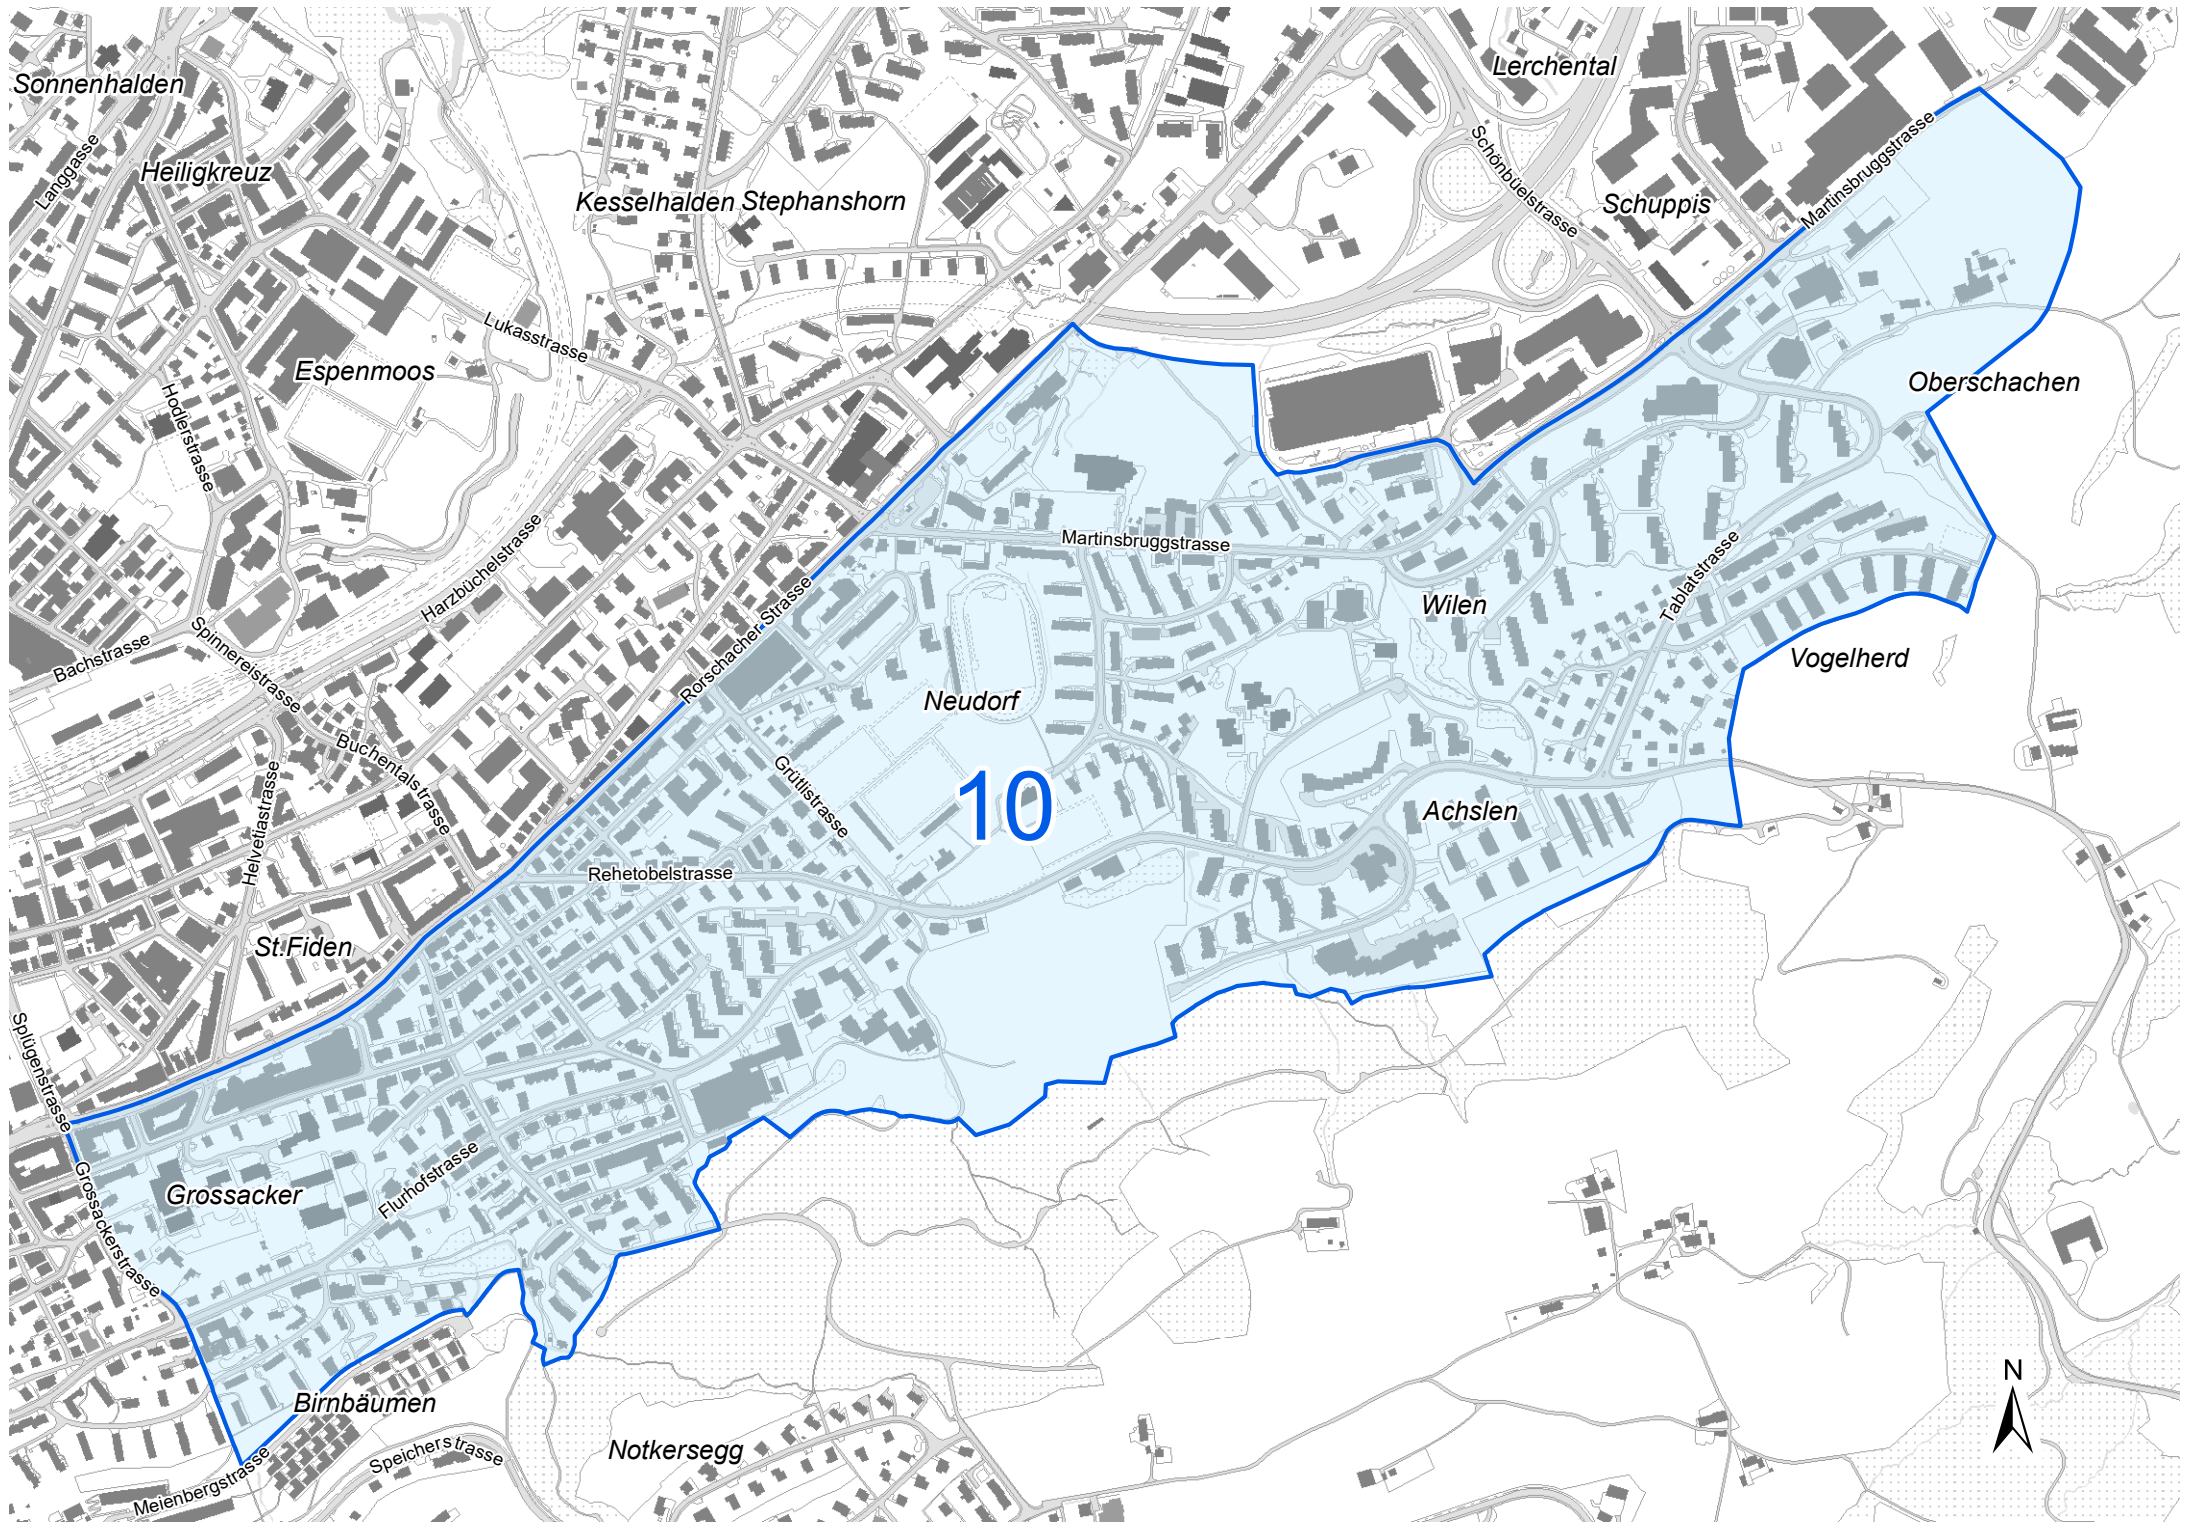 Lerchental
Sonnenhalden
Langgasse
Heiligkreuz
Kesselhalden
Stephanshorn
Schönbüelstrasse
Schuppis
Martinsbruggstrasse
Lukasstrasse
Espenmoos
Hodlerstrasse
Oberschachen
Martinsbruggstrasse
Harzbüchelstrasse
Tablatstrasse
Wilen
Rorschacher Strasse
Bachstrasse
Spinnereistrasse
Vogelherd
Neudorf
Buchentalstrasse
Grütlistrasse
10
Achslen
Helvetiastrasse
Rehetobelstrasse
St.Fiden
Splügenstrasse
Flurhofstrasse
Grossacker
Grossackerstrasse
Birnbäumen
N
Notkersegg
Speicherstrasse
Meienbergstrasse